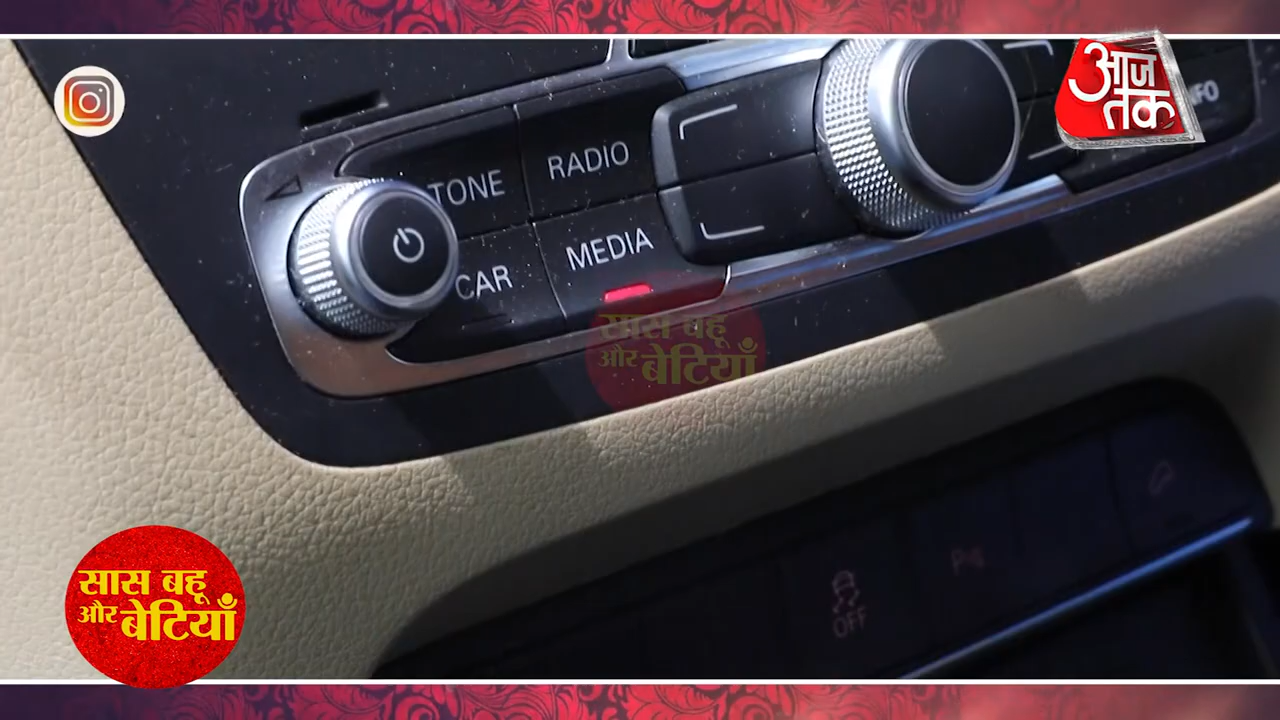 आज
तक
TONE
RADIO
CAR
MEDIA
सास बहू
और बेटियाँ
OFF
सास बहू
और बेटियाँ